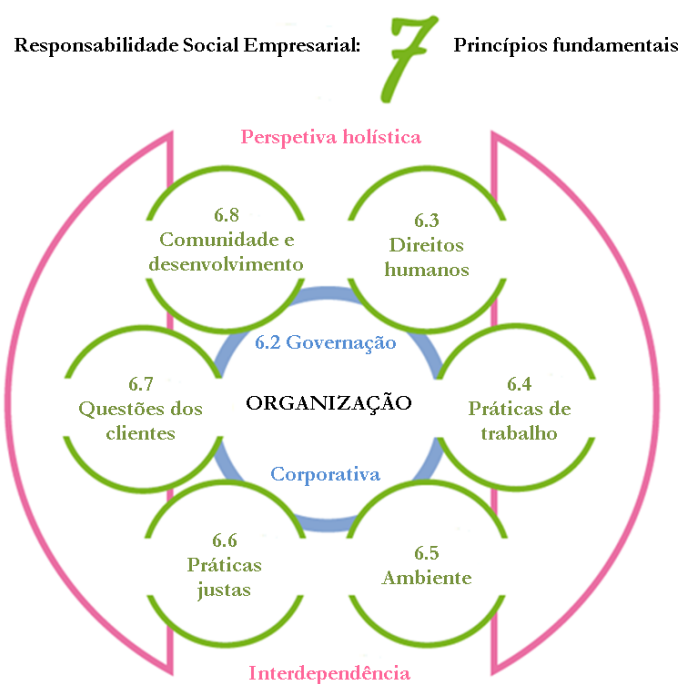 Responsabilidade Social Empresarial: 7 Princípios fundamentais
Perspetiva holística
6.8
Comunidade e
desenvolvimento
6.3
Direitos
humanos
6.2 Governação
6.7
Questões dos
clientes
ORGANIZAÇÃO
6.4
Práticas de
trabalho
Corporativa
6.6
Práticas
justas
6.5
Ambiente
Interdependência